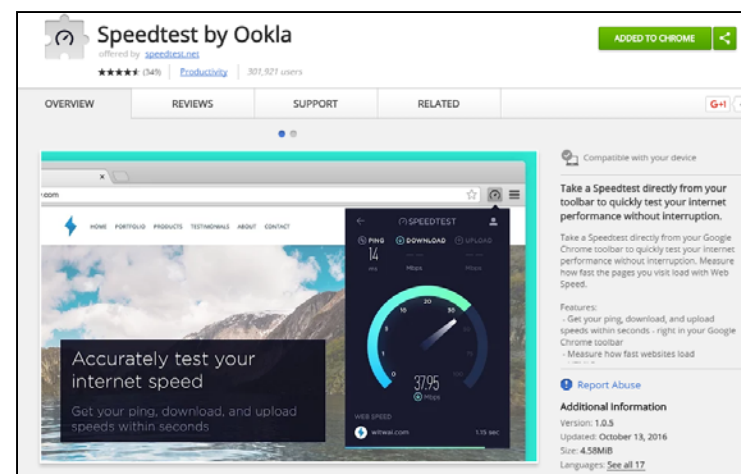 Speedtest by Ookla
offered by speedtest.net
(349) Productivity 301,921 users
ADDED TO CHROME
OVERVIEW REVIEWS SUPPORT RELATED
G+1
Compatible with your device
Take a Speedtest directly from your
toolbar to quickly test your internet
performance without interruption.
Take a Speedtest directly from your Google
Chrome toolbar to quickly test your internet
performance without interruption. Measure
how fast the pages you visit load with Web
Speed.
Features:
- Get your ping, download, and upload
speeds within seconds - right in your Google
Chrome toolbar
- Measure how fast websites load
Report Abuse
Additional Information
Version: 1.0.5
Updated: October 13, 2016
Size: 4.58MiB
Languages: See all 17
.com
HOME PORTFOLIO PRODUCTS TESTIMONIALS ABOUT CONTACT
SPEEDTEST
PING DOWNLOAD UPLOAD
14
ms Mbps Mbps
0 1 5 10 20 30
37.95
Mbps
WEB SPEED
witwai.com 1.15 sec
Accurately test your
internet speed
Get your ping, download, and upload
speeds within seconds